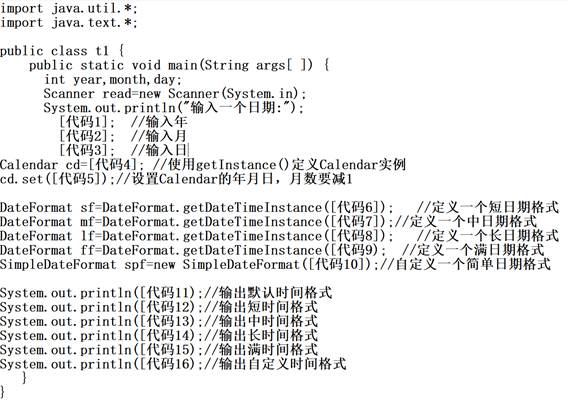 import java.util.*;
import java.text.*;
public class t1 {
public static void main(String args[ ]) {
int year,month,day;
Scanner read=new Scanner(System.in);
System.out.println("输入一个日期:");
[代码1];  //输入年
[代码2];  //输入月
[代码3];  //输入日
Calendar cd=[代码4]; //使用getInstance()定义Calendar实例
cd.set([代码5]);//设置Calendar的年月日，月数要减1
DateFormat sf=DateFormat.getDateTimeInstance([代码6]);   //定义一个短日期格式
DateFormat mf=DateFormat.getDateTimeInstance([代码7]);//定义一个中日期格式
DateFormat lf=DateFormat.getDateTimeInstance([代码8]);   //定义一个长日期格式
DateFormat ff=DateFormat.getDateTimeInstance([代码9);  //定义一个满日期格式
SimpleDateFormat spf=new SimpleDateFormat([代码10]);//自定义一个简单日期格式
System.out.println([代码11);//输出默认时间格式
System.out.println([代码12);//输出短时间格式
System.out.println([代码13);//输出中时间格式
System.out.println([代码14);//输出长时间格式
System.out.println([代码15);//输出满时间格式
System.out.println([代码16);//输出自定义时间格式
}
}